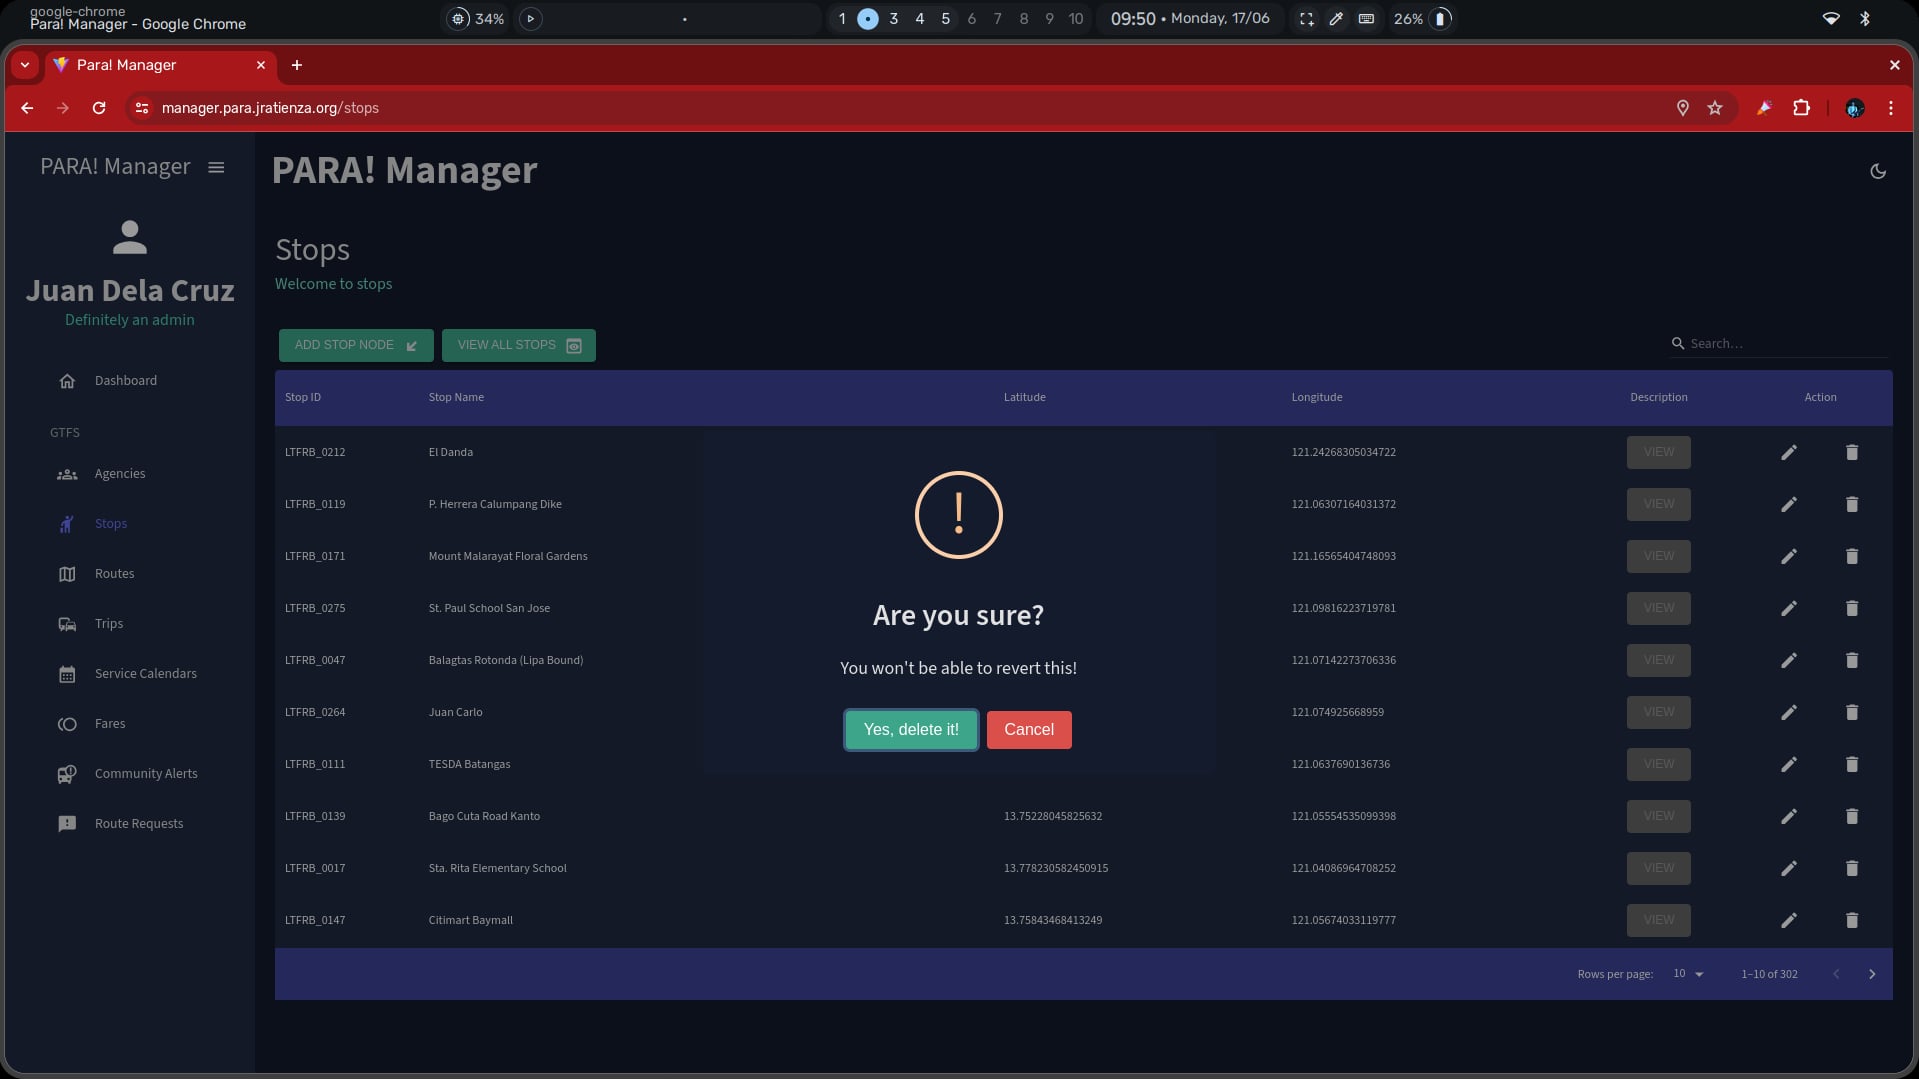 google-chrome
Para! Manager - Google Chrome
34%
1 3 4 5 6 7 8 9 10
09:50 • Monday, 17/06
26%
Para! Manager
manager.para.jratienza.org/stops
PARA! Manager
Juan Dela Cruz
Definitely an admin
Dashboard
GTFS
Agencies
Stops
Routes
Trips
Service Calendars
Fares
Community Alerts
Route Requests
PARA! Manager
Stops
Welcome to stops
ADD STOP NODE
VIEW ALL STOPS
Search…
Stop ID Stop Name Latitude Longitude Description Action
LTFRB_0212 El Danda 121.24268305034722 VIEW
LTFRB_0119 P. Herrera Calumpang Dike 121.06307164031372 VIEW
LTFRB_0171 Mount Malarayat Floral Gardens 121.16565404748093 VIEW
LTFRB_0275 St. Paul School San Jose 121.09816223719781 VIEW
LTFRB_0047 Balagtas Rotonda (Lipa Bound) 121.07142273706336 VIEW
LTFRB_0264 Juan Carlo 121.074925668959 VIEW
LTFRB_0111 TESDA Batangas 121.0637690136736 VIEW
LTFRB_0139 Bago Cuta Road Kanto 13.75228045825632 121.05554535099398 VIEW
LTFRB_0017 Sta. Rita Elementary School 13.778230582450915 121.04086964708252 VIEW
LTFRB_0147 Citimart Baymall 13.75843468413249 121.05674033119777 VIEW
Rows per page: 10 1–10 of 302
!
Are you sure?
You won't be able to revert this!
Yes, delete it!
Cancel